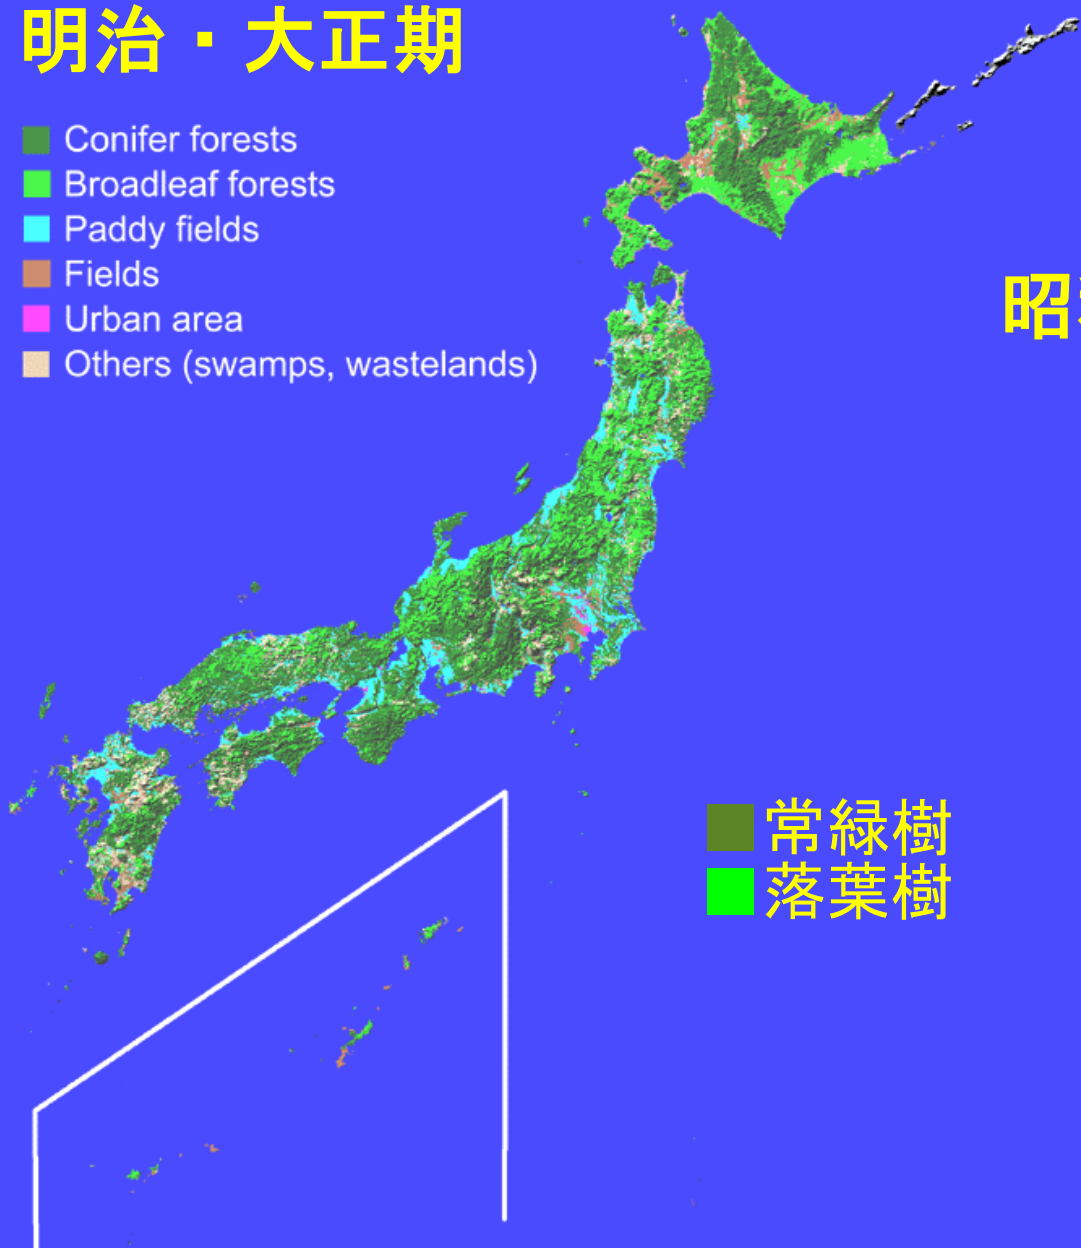 明治・大正期
Conifer forests
Broadleaf forests
Paddy fields
Fields
Urban area
Others (swamps, wastelands)
昭
常緑樹
落葉樹